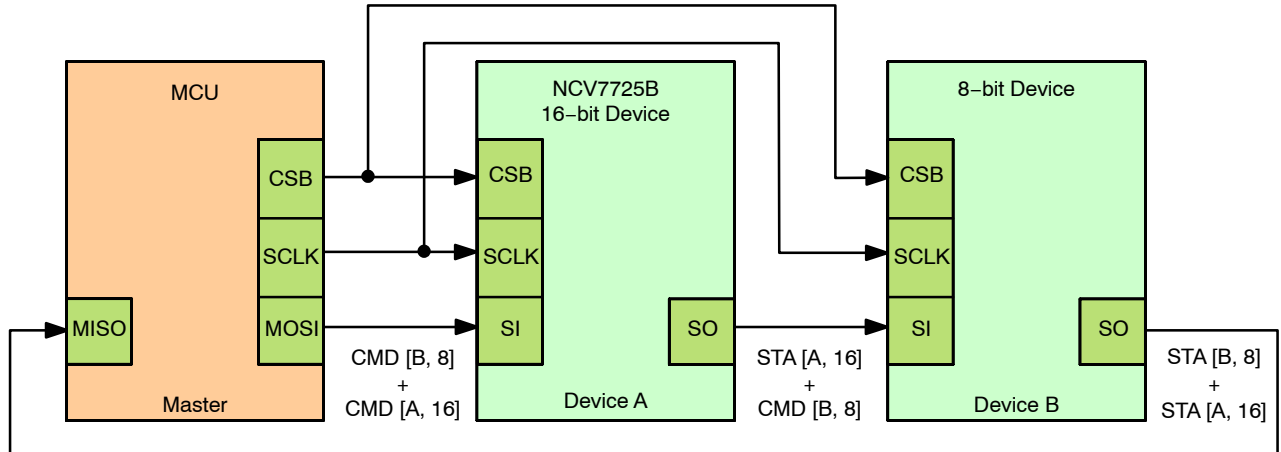 MCU
CSB
SCLK
MISO
MOSI
Master
CMD [B, 8]
+
CMD [A, 16]
NCV7725B
16−bit Device
CSB
SCLK
SI
SO
Device A
STA [A, 16]
+
CMD [B, 8]
8−bit Device
CSB
SCLK
SI
SO
Device B
STA [B, 8]
+
STA [A, 16]